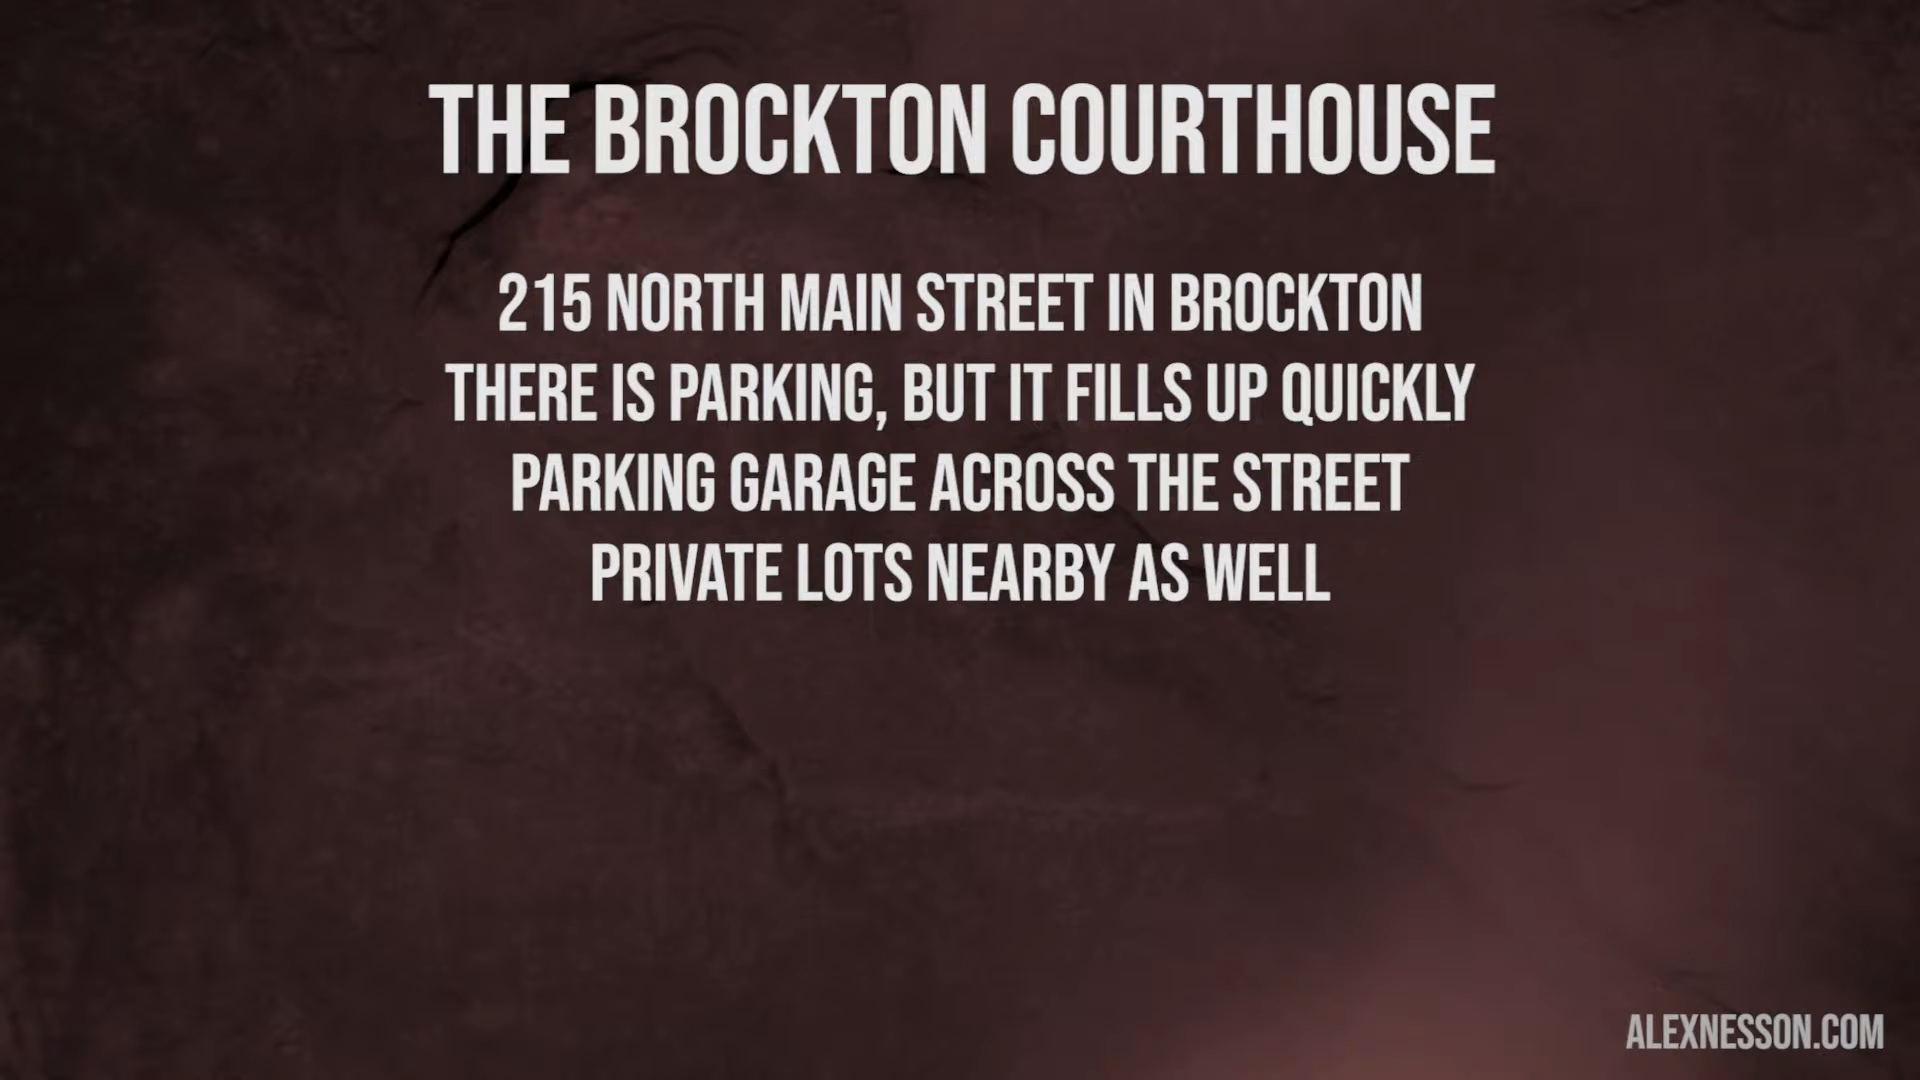 THE BROCKTON COURTHOUSE
215 NORTH MAIN STREET IN BROCKTON
THERE IS PARKING, BUT IT FILLS UP QUICKLY
PARKING GARAGE ACROSS THE STREET
PRIVATE LOTS NEARBY AS WELL
ALEXNESSON.COM